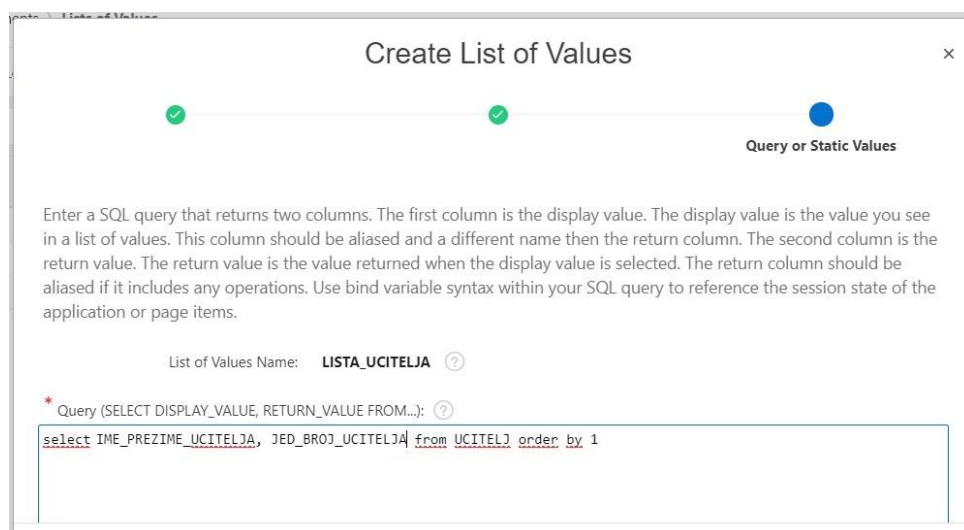 Lists of Values
Create List of Values
×
Query or Static Values
Enter a SQL query that returns two columns. The first column is the display value. The display value is the value you see
in a list of values. This column should be aliased and a different name then the return column. The second column is the
return value. The return value is the value returned when the display value is selected. The return column should be
aliased if it includes any operations. Use bind variable syntax within your SQL query to reference the session state of the
application or page items.
List of Values Name: LISTA_UCITELJA ?
* Query (SELECT DISPLAY_VALUE, RETURN_VALUE FROM...): ?
select IME_PREZIME_UCITELJA, JED_BROJ_UCITELJA from UCITELJ order by 1